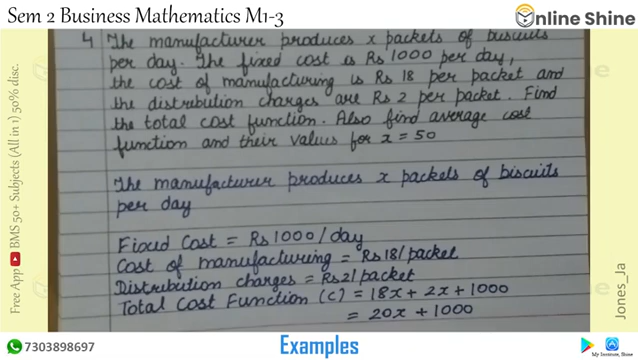 Sem 2 Business Mathematics M1-3
Online Shine
4 The manufacturer produces x packets of biscuits
per day. The fixed cost is Rs 1000 per day,
the cost of manufacturing is Rs 18 per packet and
the distribution charges are Rs 2 per packet. Find
the total cost function. Also find average cost
function and their values for x = 50
The manufacturer produces x packets of biscuits
per day
Fixed Cost = Rs 1000/day
Cost of manufacturing = Rs 18/packet
Distribution charges = Rs 2/packet
Total Cost Function (C) = 18x + 2x + 1000
= 20x + 1000
Free App BMS 50+ Subjects (All in 1) 50% disc.
Jones_Ja
7303898697
Examples
My Institute, Shine